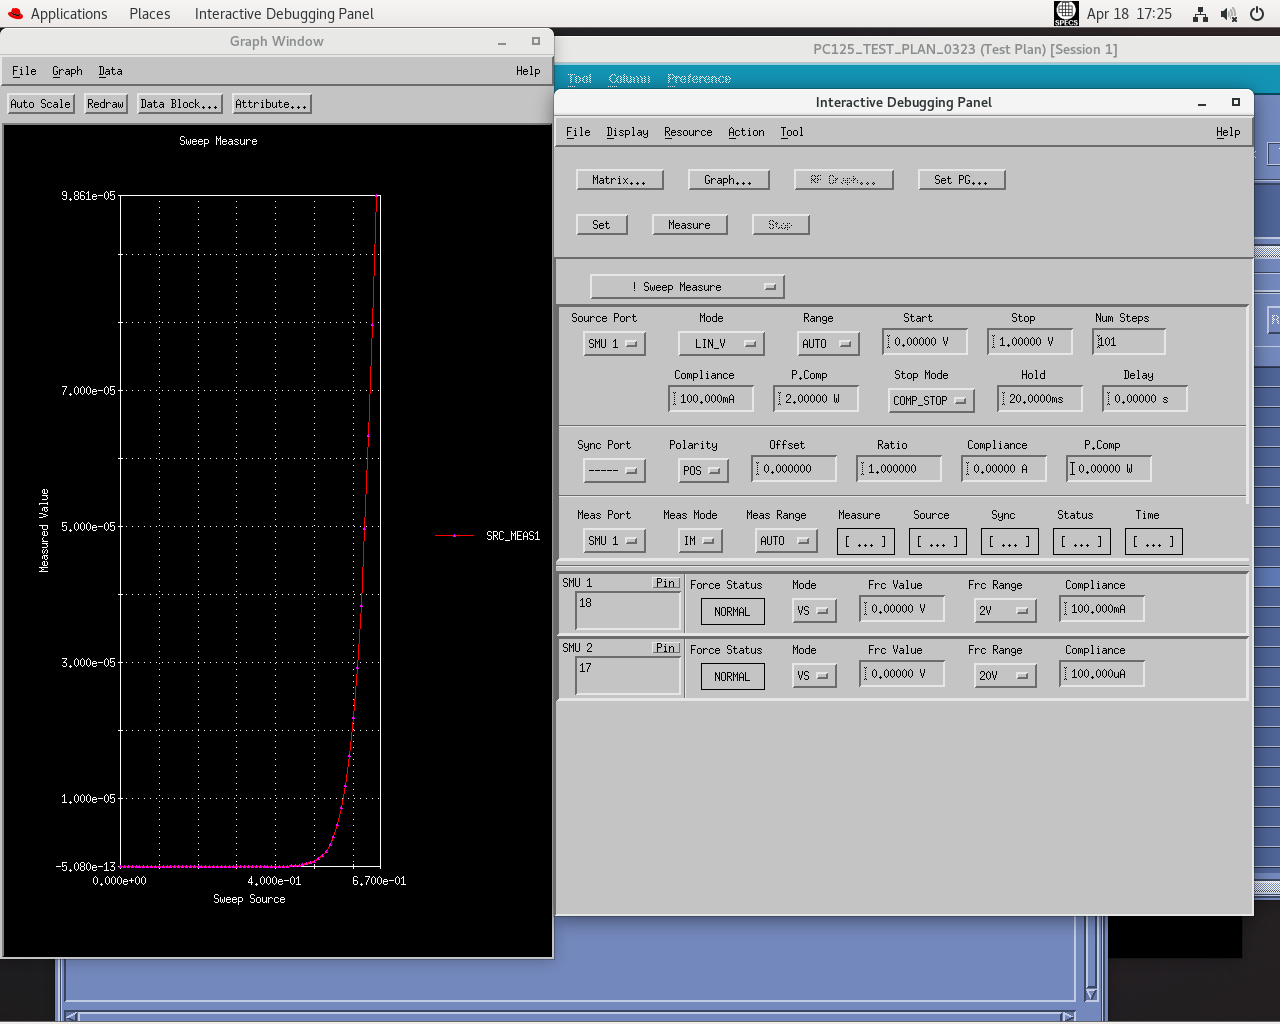 Applications Places Interactive Debugging Panel
SPECS Apr 18 17:25
Graph Window
File Graph Data Help
Auto Scale Redraw Data Block... Attribute...
Sweep Measure
9.861e-05
7.000e-05
5.000e-05
3.000e-05
1.000e-05
-5.080e-13
0.000e+00 4.000e-01 6.700e-01
Sweep Source
Measured Value
SRC_MEAS1
PC125_TEST_PLAN_0323 (Test Plan) [Session 1]
Tool Column Preference
Interactive Debugging Panel
File Display Resource Action Tool Help
Matrix... Graph... RF Graph... Set PG...
Set Measure Stop
! Sweep Measure
Source Port Mode Range Start Stop Num Steps
SMU 1 LIN_V AUTO 0.00000 V 1.00000 V 101
Compliance P.Comp Stop Mode Hold Delay
100.000mA 2.00000 W COMP_STOP 20.0000ms 0.00000 s
Sync Port Polarity Offset Ratio Compliance P.Comp
----- POS 0.000000 1.000000 0.00000 A 0.00000 W
Meas Port Meas Mode Meas Range Measure Source Sync Status Time
SMU 1 IM AUTO [ ... ] [ ... ] [ ... ] [ ... ] [ ... ]
SMU 1 Pin Force Status Mode Frc Value Frc Range Compliance
18 NORMAL VS 0.00000 V 2V 100.000mA
SMU 2 Pin Force Status Mode Frc Value Frc Range Compliance
17 NORMAL VS 0.00000 V 20V 100.000uA